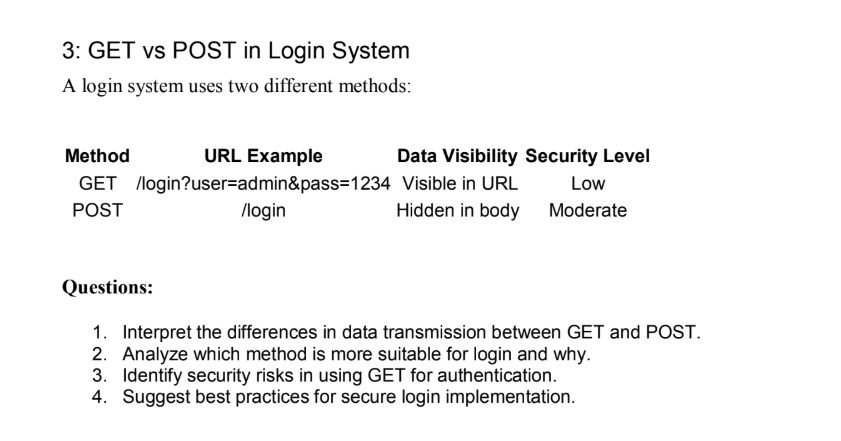 3: GET vs POST in Login System
A login system uses two different methods:
Method URL Example Data Visibility Security Level
GET /login?user=admin&pass=1234 Visible in URL Low
POST /login Hidden in body Moderate
Questions:
1. Interpret the differences in data transmission between GET and POST.
2. Analyze which method is more suitable for login and why.
3. Identify security risks in using GET for authentication.
4. Suggest best practices for secure login implementation.